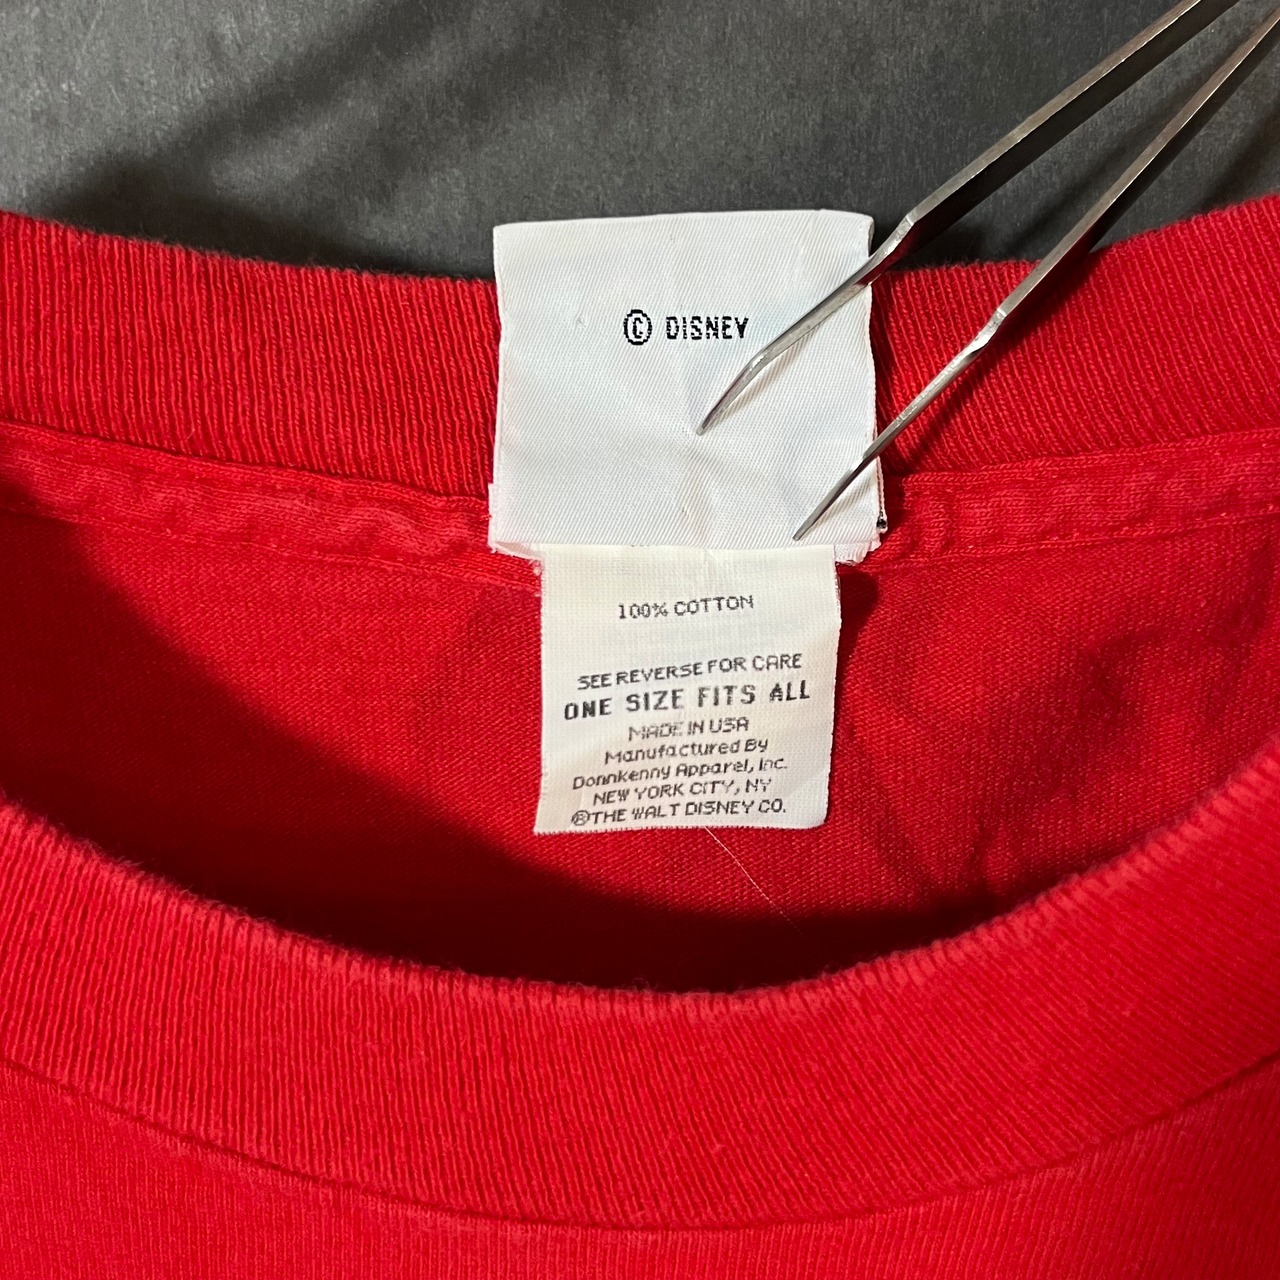 © DISNEY
100% COTTON
SEE REVERSE FOR CARE
ONE SIZE FITS ALL
MADE IN USA
Manufactured By
Donnkenny Apparel, Inc.
NEW YORK CITY, NY
®THE WALT DISNEY CO.